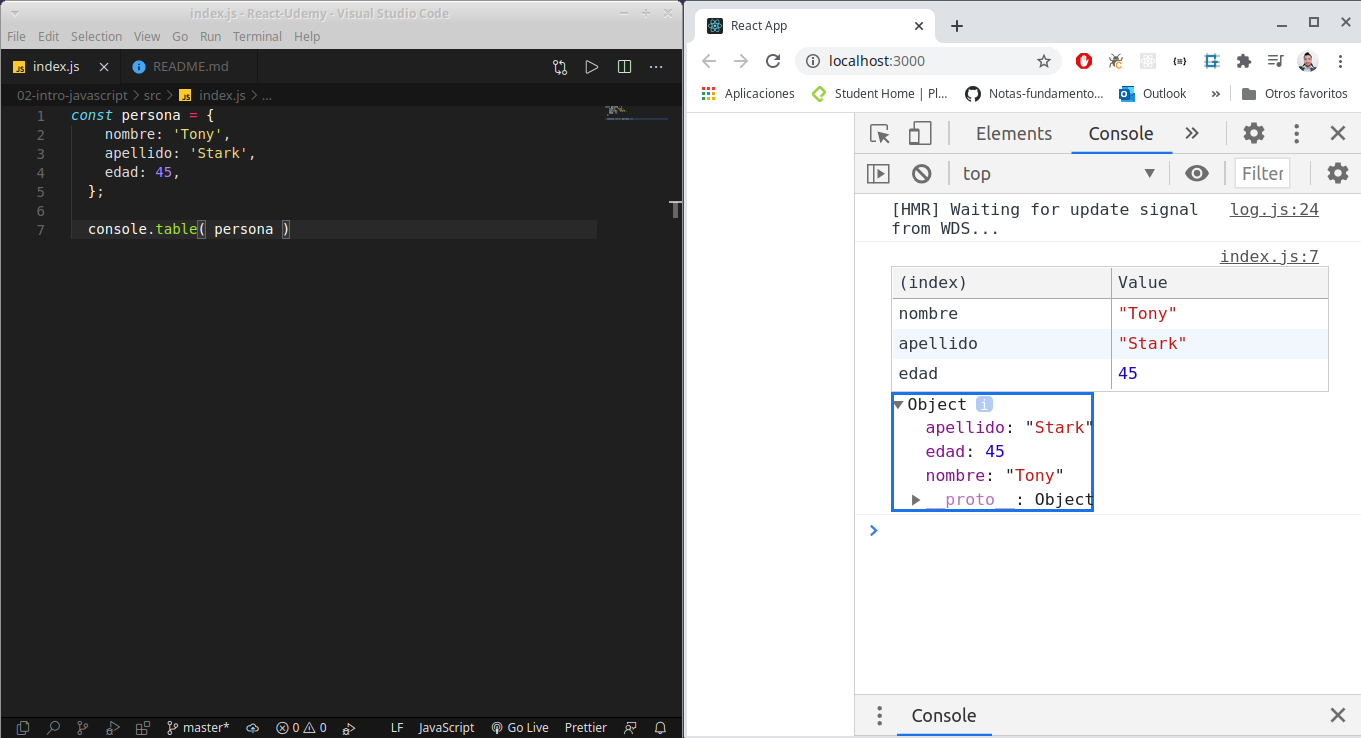 index.js - React-Udemy - Visual Studio Code
File Edit Selection View Go Run Terminal Help
index.js
README.md
02-intro-javascript > src > index.js > ...
1 const persona = {
2 nombre: 'Tony',
3 apellido: 'Stark',
4 edad: 45,
5 };
6
7 console.table( persona )
master* 0 0 LF JavaScript Go Live Prettier
React App
localhost:3000
Aplicaciones Student Home | Pl... Notas-fundamento... Outlook » Otros favoritos
Elements Console »
top Filter
[HMR] Waiting for update signal log.js:24
from WDS...
index.js:7
(index) Value
nombre "Tony"
apellido "Stark"
edad 45
Object i
apellido: "Stark"
edad: 45
nombre: "Tony"
__proto__: Object
>
Console